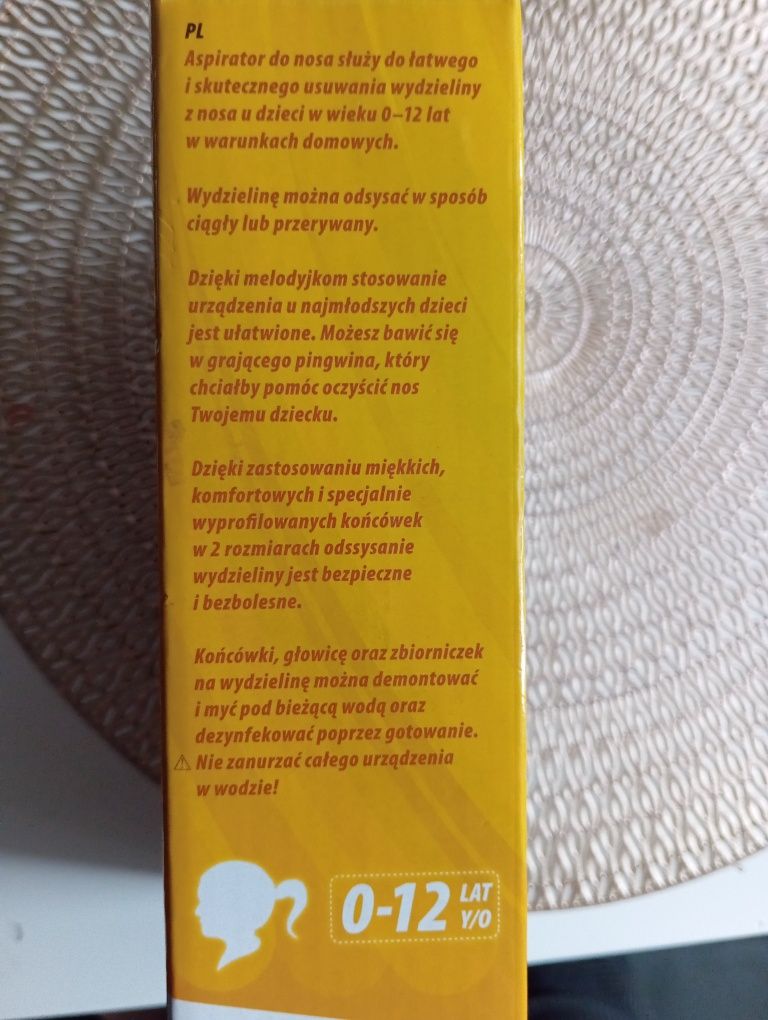 PL
Aspirator do nosa służy do łatwego
i skutecznego usuwania wydzieliny
z nosa u dzieci w wieku 0–12 lat
w warunkach domowych.
Wydzielinę można odsysać w sposób
ciągły lub przerywany.
Dzięki melodyjkom stosowanie
urządzenia u najmłodszych dzieci
jest ułatwione. Możesz bawić się
w grającego pingwina, który
chciałby pomóc oczyścić nos
Twojemu dziecku.
Dzięki zastosowaniu miękkich,
komfortowych i specjalnie
wyprofilowanych końcówek
w 2 rozmiarach odssysanie
wydzieliny jest bezpieczne
i bezbolesne.
Końcówki, głowicę oraz zbiorniczek
na wydzielinę można demontować
i myć pod bieżącą wodą oraz
dezynfekować poprzez gotowanie.
⚠ Nie zanurzać całego urządzenia
w wodzie!
0-12 LAT
Y/O